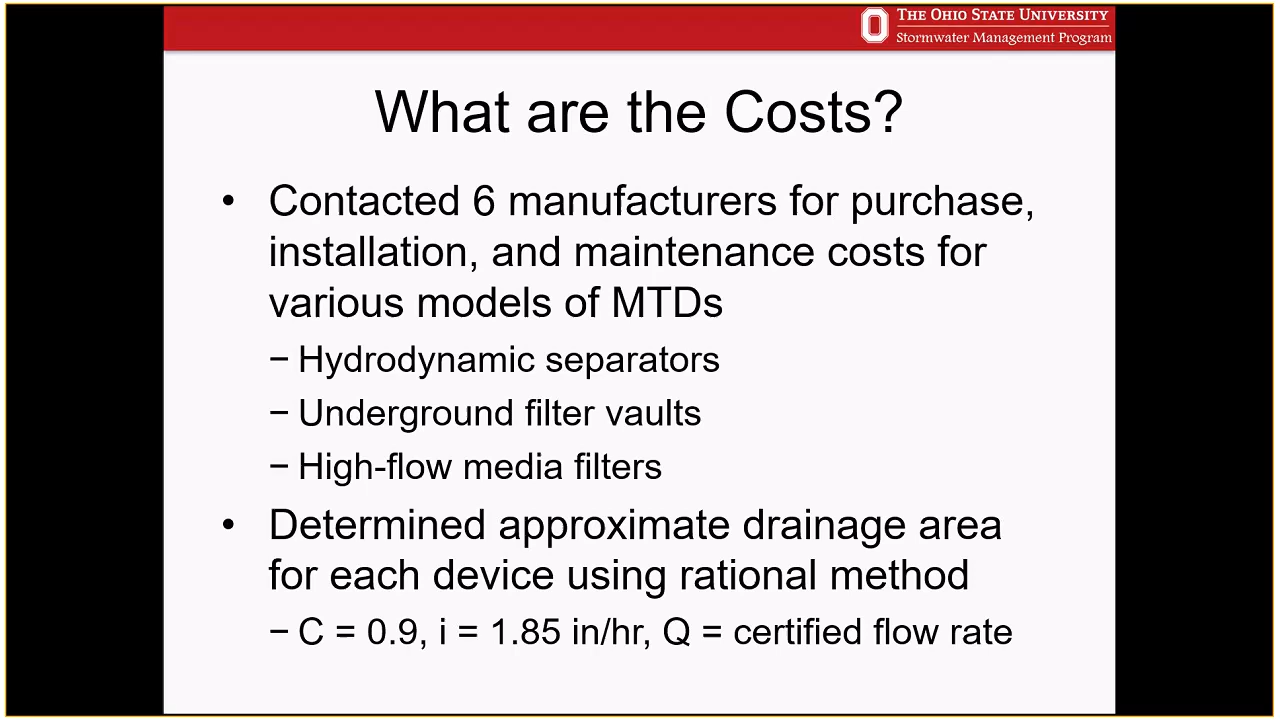 THE OHIO STATE UNIVERSITY
Stormwater Management Program
What are the Costs?
• Contacted 6 manufacturers for purchase,
installation, and maintenance costs for
various models of MTDs
− Hydrodynamic separators
− Underground filter vaults
− High-flow media filters
• Determined approximate drainage area
for each device using rational method
− C = 0.9, i = 1.85 in/hr, Q = certified flow rate